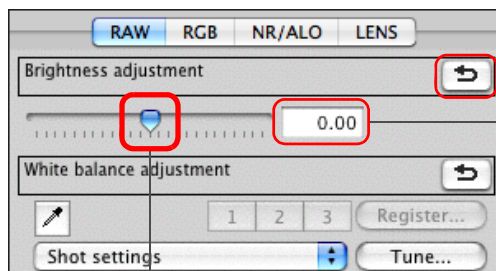 RAW RGB NR/ALO LENS
Brightness adjustment
0.00
White balance adjustment
1 2 3 Register...
Shot settings Tune...